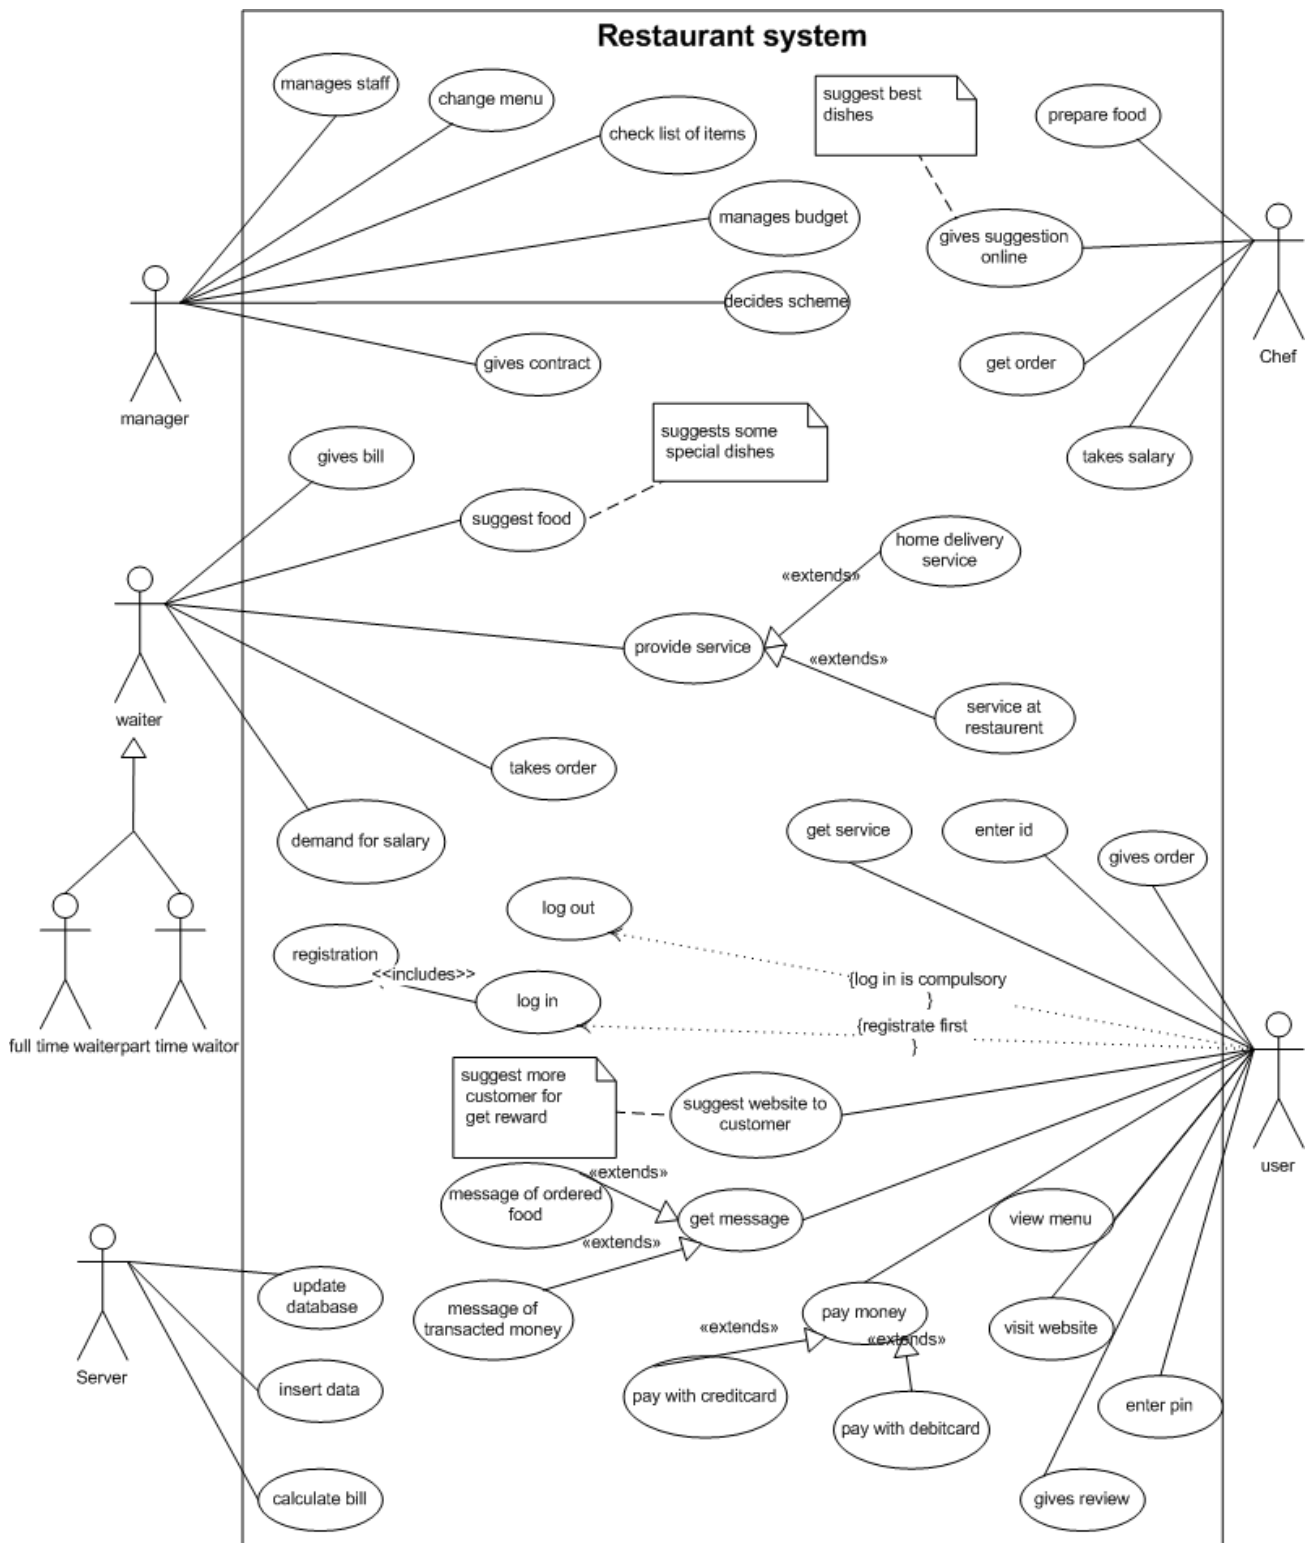 Restaurant system
manages staff
change menu
check list of items
suggest best
dishes
prepare food
manages budget
gives suggestion
online
decides scheme
gives contract
get order
Chef
manager
takes salary
gives bill
suggests some
special dishes
suggest food
home delivery
service
«extends»
provide service
«extends»
service at
restaurent
waiter
takes order
demand for salary
get service
enter id
gives order
log out
registration
<<includes>>
log in
{log in is compulsory
}
{registrate first
}
full time waiter
part time waitor
suggest more
customer for
get reward
suggest website to
customer
user
«extends»
message of ordered
food
get message
view menu
«extends»
update
database
message of
transacted money
pay money
visit website
«extends»
«extends»
Server
insert data
pay with creditcard
pay with debitcard
enter pin
calculate bill
gives review